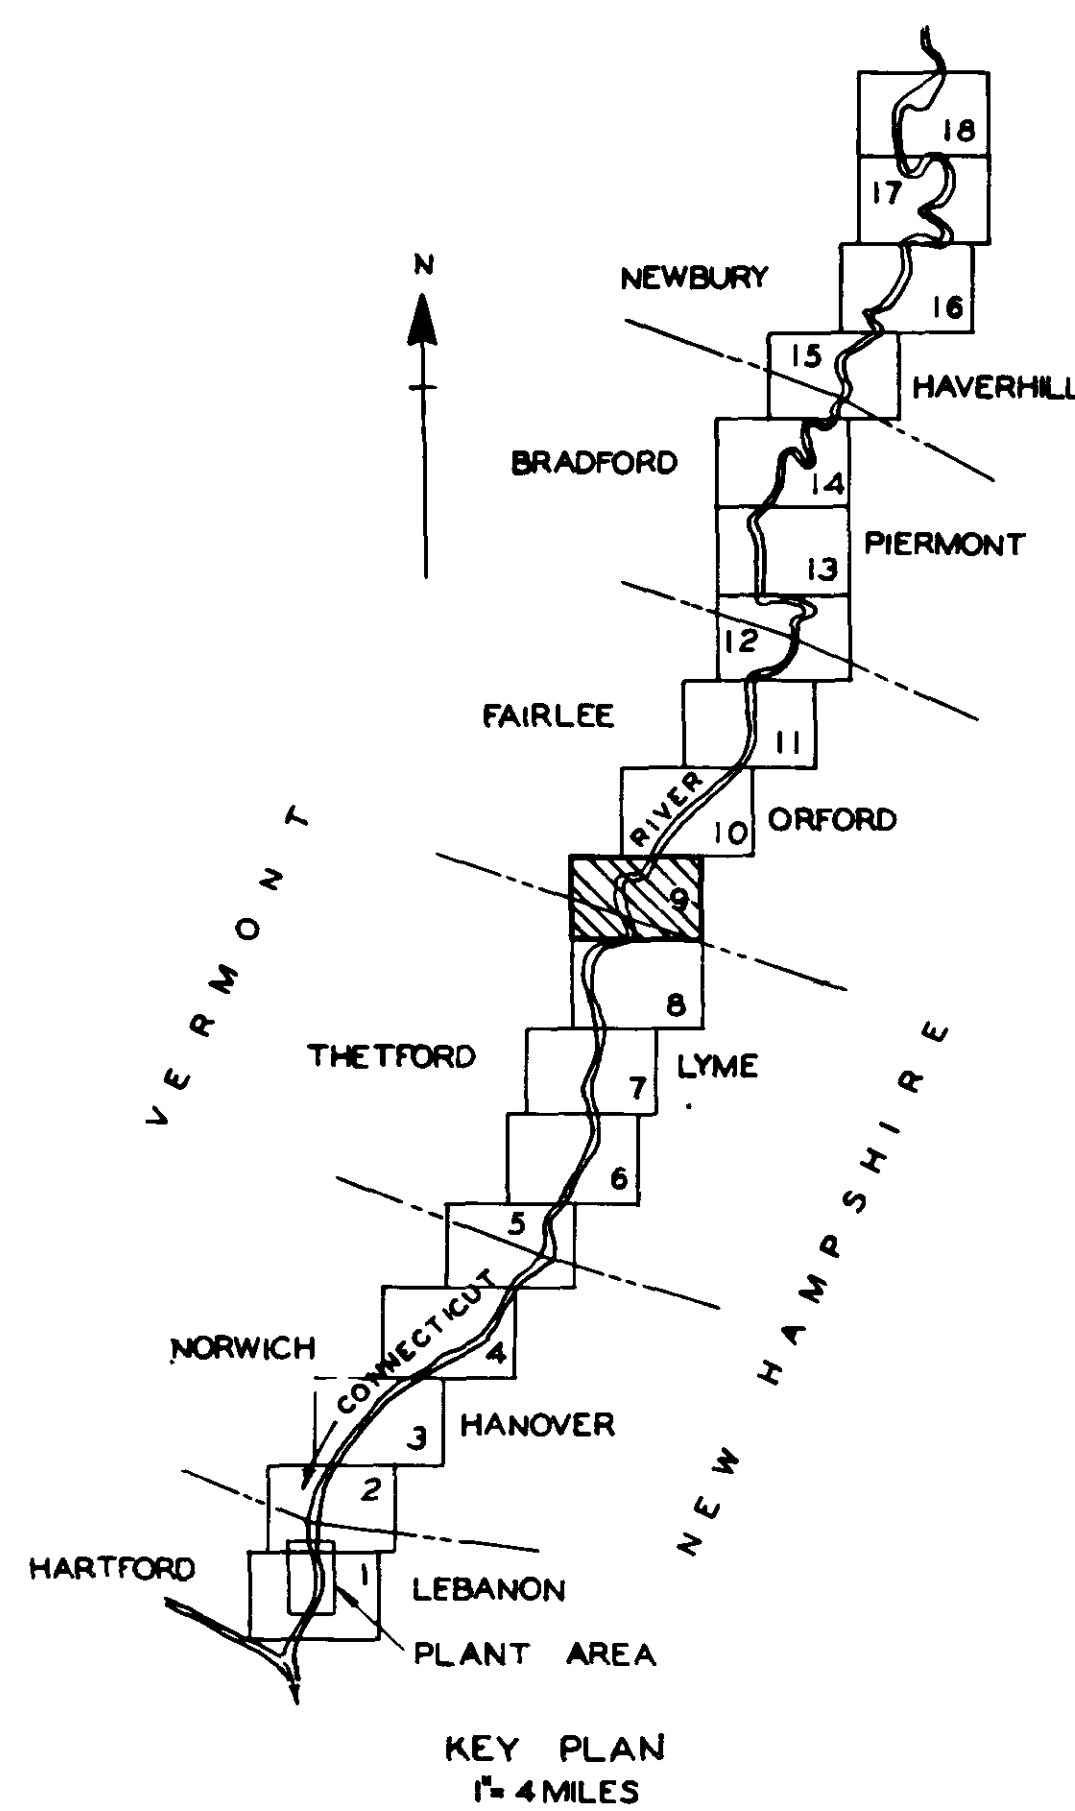 18
17
N
NEWBURY
16
15
HAVERHILL
BRADFORD
14
PIERMONT
13
12
FAIRLEE
11
RIVER
10
ORFORD
VERMONT
9
8
THETFORD
LYME
7
6
5
NEW HAMPSHIRE
CONNECTICUT
NORWICH
4
3
HANOVER
2
HARTFORD
1
LEBANON
PLANT AREA
KEY PLAN
1"= 4 MILES